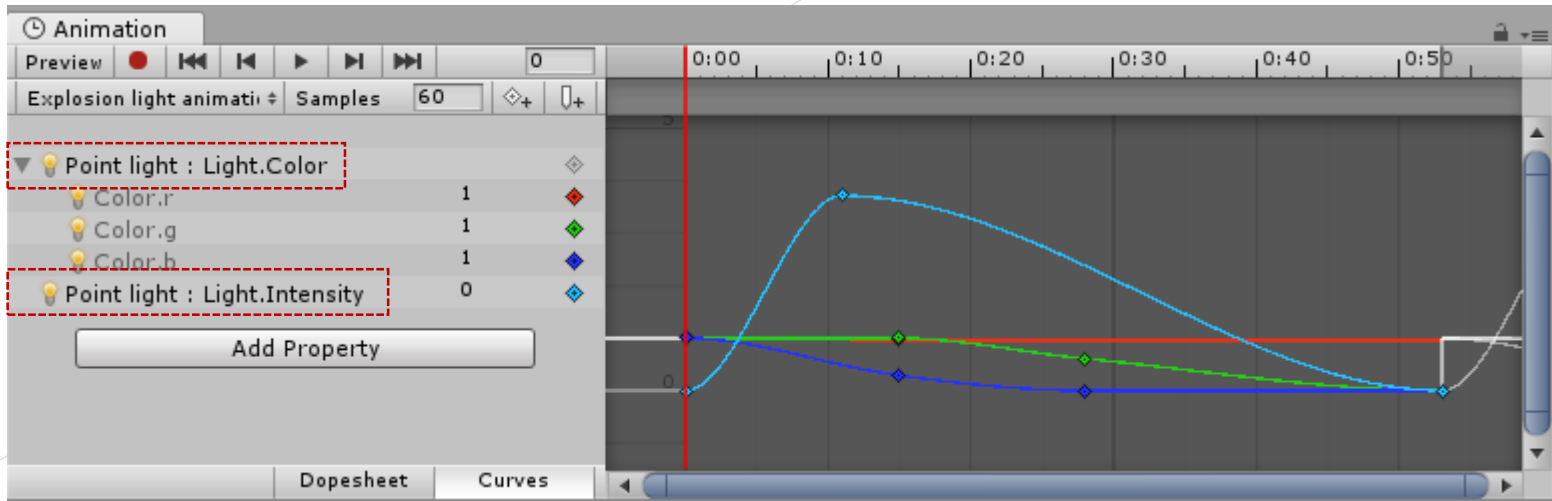 Animation
Preview 0 0:00 0:10 0:20 0:30 0:40 0:50
Explosion light animati Samples 60
5
Point light : Light.Color
Color.r 1
Color.g 1
Color.b 1
Point light : Light.Intensity 0
Add Property
0
Dopesheet Curves